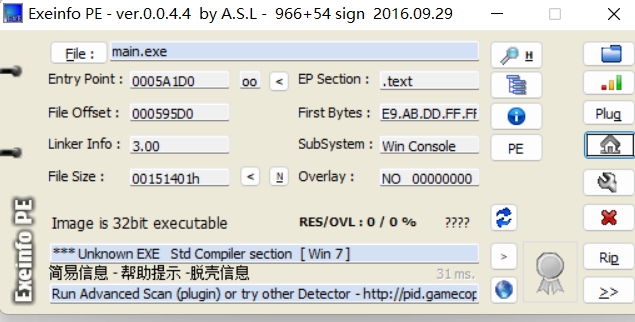 Exeinfo PE - ver.0.0.4.4 by A.S.L - 966+54 sign 2016.09.29
File : main.exe H
Entry Point : 0005A1D0 oo < EP Section : .text
File Offset : 000595D0 First Bytes : E9.AB.DD.FF.FF Plug
Linker Info : 3.00 SubSystem : Win Console PE
File Size : 00151401h < N Overlay : NO 00000000
Image is 32bit executable RES/OVL : 0 / 0 % ????
*** Unknown EXE Std Compiler section [ Win 7 ] > Rip
简易信息 - 帮助提示 -脱壳信息 31 ms.
Run Advanced Scan (plugin) or try other Detector - http://pid.gamecop >>
Exeinfo PE